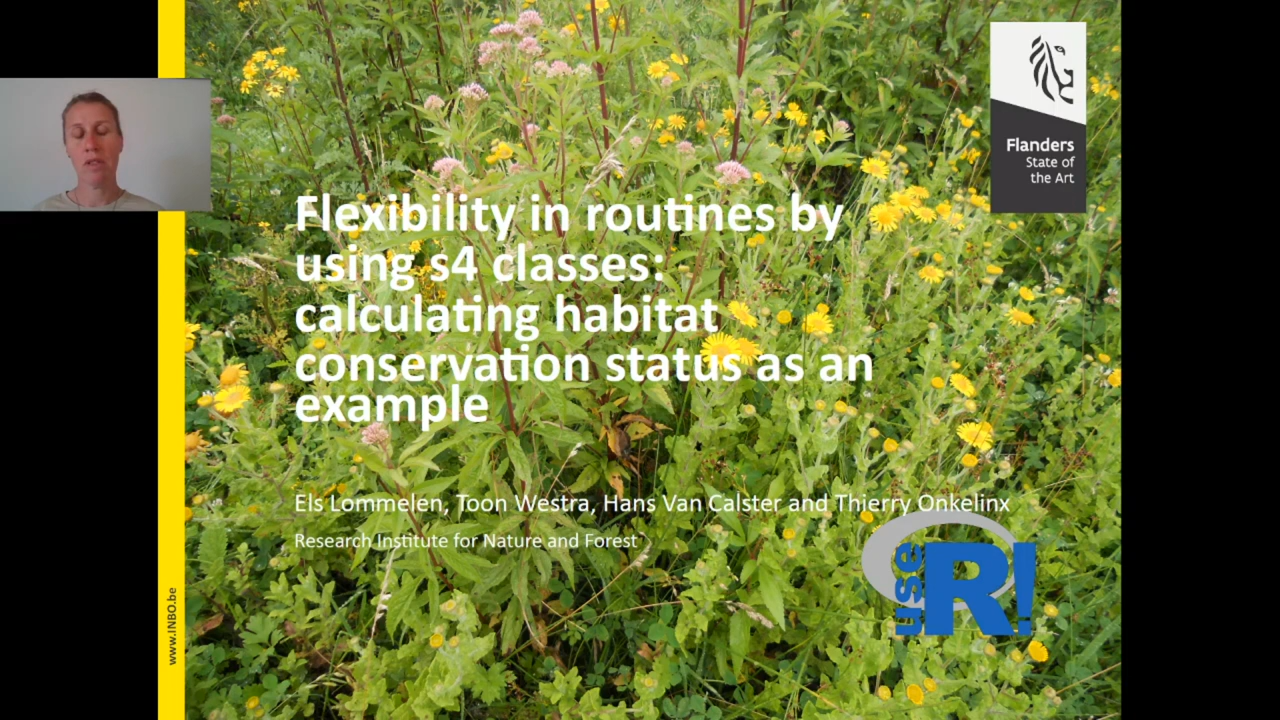 Flanders
State of
the Art
Flexibility in routines by
using s4 classes:
calculating habitat
conservation status as an
example
Els Lommelen, Toon Westra, Hans Van Calster and Thierry Onkelinx
Research Institute for Nature and Forest
useR!
www.INBO.be